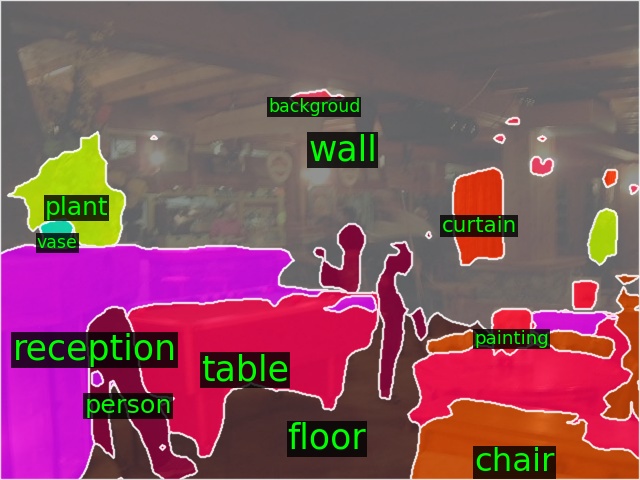 backgroud
wall
plant
curtain
vase
painting
reception
table
person
floor
chair